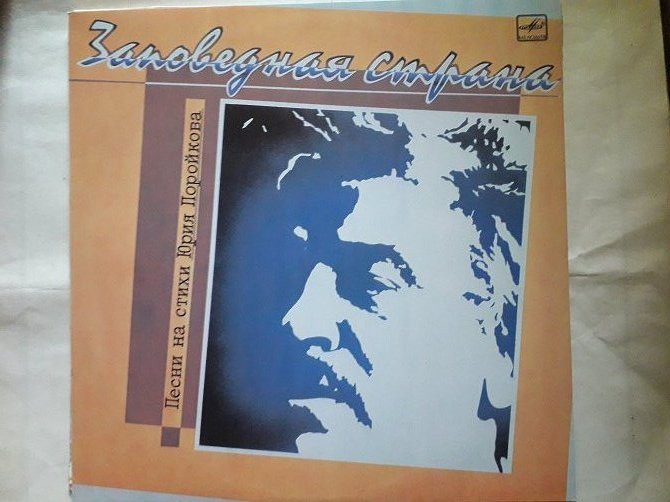 Заповедная страна
Песни на стихи Юрия Поройкова